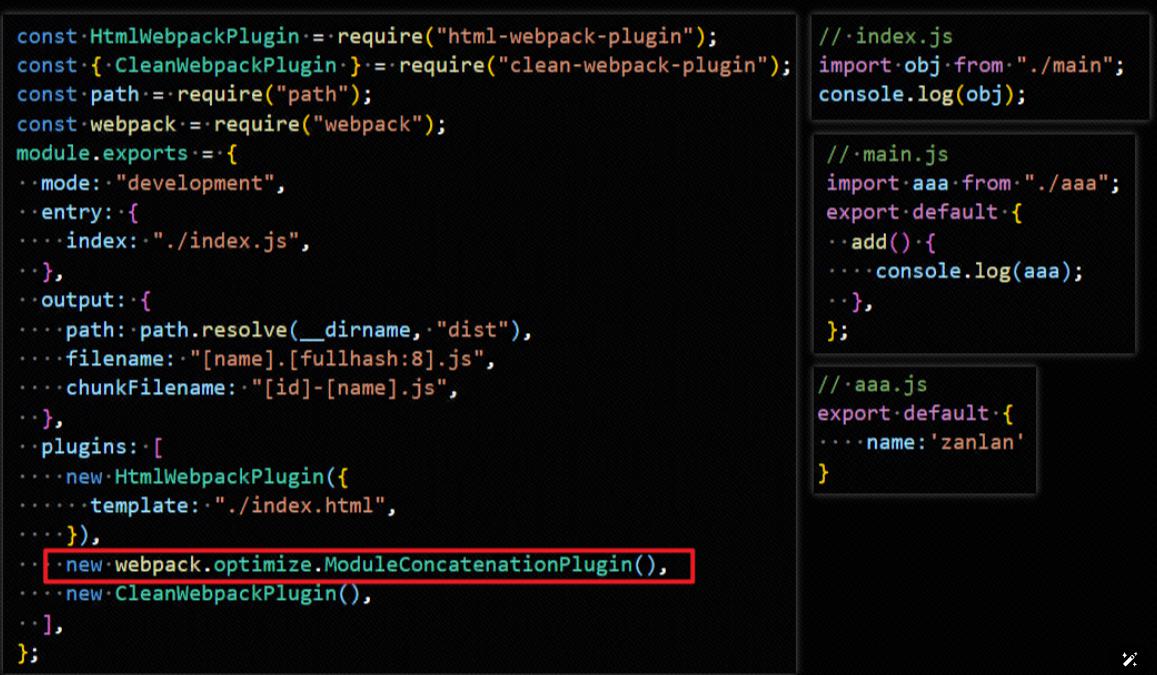 const HtmlWebpackPlugin = require("html-webpack-plugin");
const { CleanWebpackPlugin } = require("clean-webpack-plugin");
const path = require("path");
const webpack = require("webpack");
module.exports = {
  mode: "development",
  entry: {
    index: "./index.js",
  },
  output: {
    path: path.resolve(__dirname, "dist"),
    filename: "[name].[fullhash:8].js",
    chunkFilename: "[id]-[name].js",
  },
  plugins: [
    new HtmlWebpackPlugin({
      template: "./index.html",
    }),
    new webpack.optimize.ModuleConcatenationPlugin(),
    new CleanWebpackPlugin(),
  ],
};
// index.js
import obj from "./main";
console.log(obj);
// main.js
import aaa from "./aaa";
export default {
  add() {
    console.log(aaa);
  },
};
// aaa.js
export default {
    name:'zanlan'
}